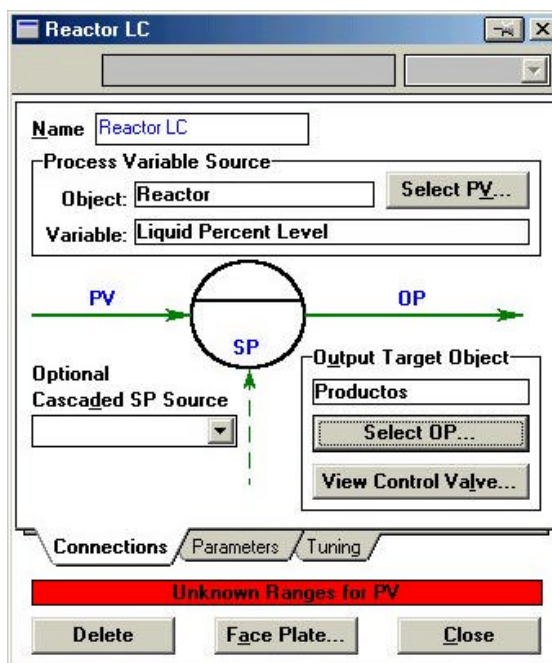 Reactor LC
Name Reactor LC
Process Variable Source
Object: Reactor Select PV...
Variable: Liquid Percent Level
PV OP
SP
Optional
Cascaded SP Source
Output Target Object
Productos
Select OP...
View Control Valve...
Connections Parameters Tuning
Unknown Ranges for PV
Delete Face Plate... Close